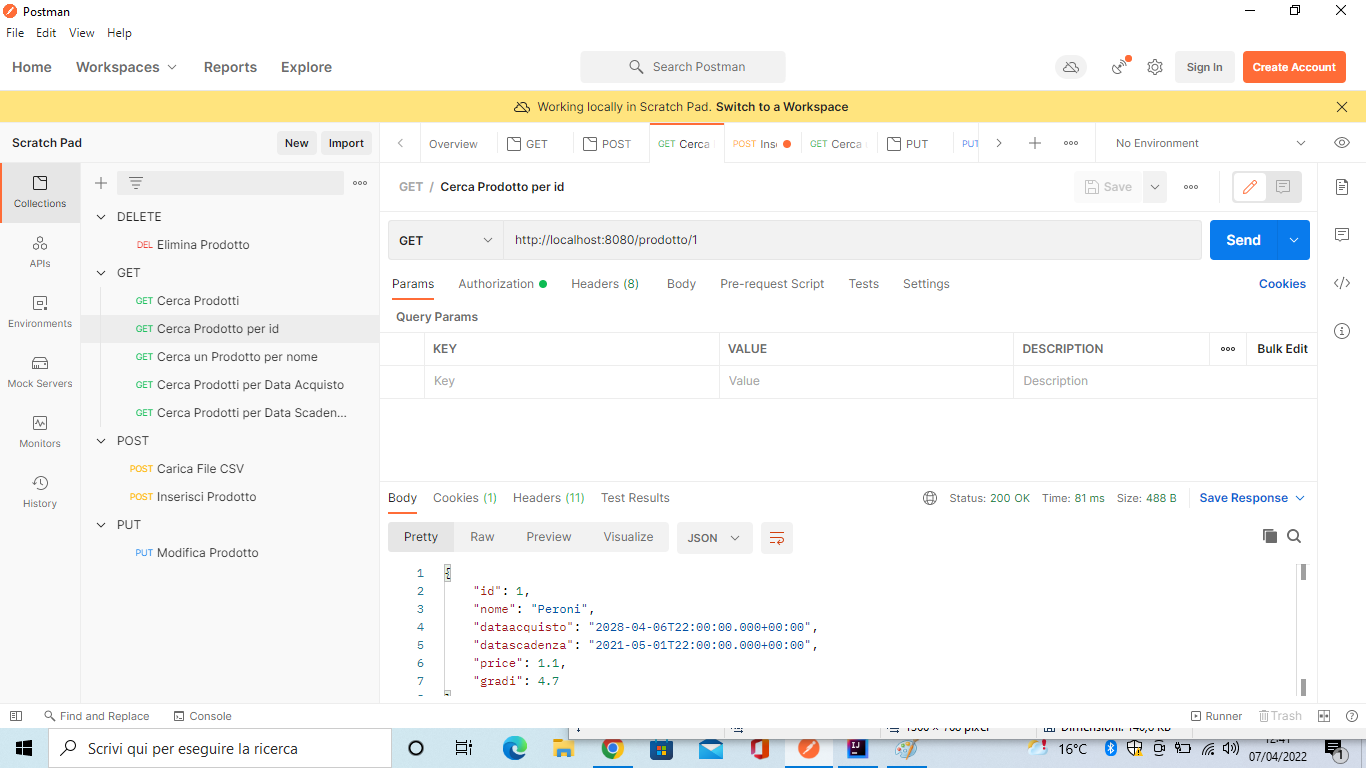 Postman
File Edit View Help
Home Workspaces Reports Explore Search Postman Sign In Create Account
Working locally in Scratch Pad. Switch to a Workspace
Scratch Pad New Import
Overview GET POST GET Cerca POST Ins GET Cerca PUT PUT No Environment
Collections
APIs
Environments
Mock Servers
Monitors
History
DELETE
DEL Elimina Prodotto
GET
GET Cerca Prodotti
GET Cerca Prodotto per id
GET Cerca un Prodotto per nome
GET Cerca Prodotti per Data Acquisto
GET Cerca Prodotti per Data Scaden...
POST
POST Carica File CSV
POST Inserisci Prodotto
PUT
PUT Modifica Prodotto
GET / Cerca Prodotto per id Save
GET http://localhost:8080/prodotto/1 Send
Params Authorization Headers (8) Body Pre-request Script Tests Settings Cookies
Query Params
KEY VALUE DESCRIPTION Bulk Edit
Key Value Description
Body Cookies (1) Headers (11) Test Results Status: 200 OK Time: 81 ms Size: 488 B Save Response
Pretty Raw Preview Visualize JSON
1 {
2 "id": 1,
3 "nome": "Peroni",
4 "dataacquisto": "2028-04-06T22:00:00.000+00:00",
5 "datascadenza": "2021-05-01T22:00:00.000+00:00",
6 "price": 1.1,
7 "gradi": 4.7
Find and Replace Console Runner Trash
Scrivi qui per eseguire la ricerca 16°C
07/04/2022
1